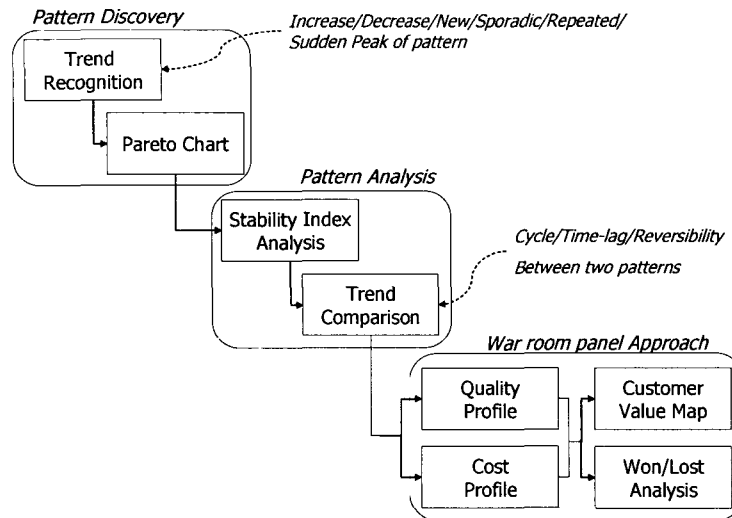 Pattern Discovery
Increase/Decrease/New/Sporadic/Repeated/
Sudden Peak of pattern
Trend
Recognition
Pareto Chart
Pattern Analysis
Stability Index
Analysis
Cycle/Time-lag/Reversibility
Between two patterns
Trend
Comparison
War room panel Approach
Quality
Profile
Customer
Value Map
Cost
Profile
Won/Lost
Analysis